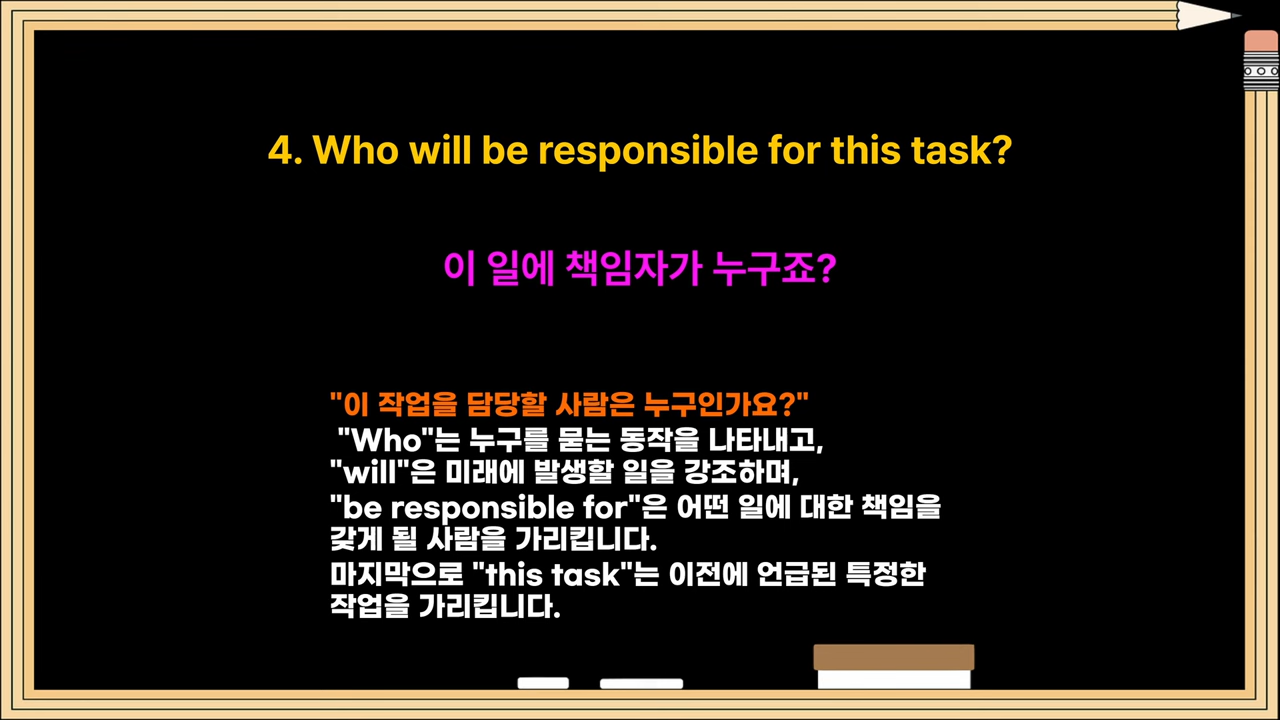 4. Who will be responsible for this task?
이 일에 책임자가 누구죠?
"이 작업을 담당할 사람은 누구인가요?"
"Who"는 누구를 묻는 동작을 나타내고,
"will"은 미래에 발생할 일을 강조하며,
"be responsible for"은 어떤 일에 대한 책임을
갖게 될 사람을 가리킵니다.
마지막으로 "this task"는 이전에 언급된 특정한
작업을 가리킵니다.